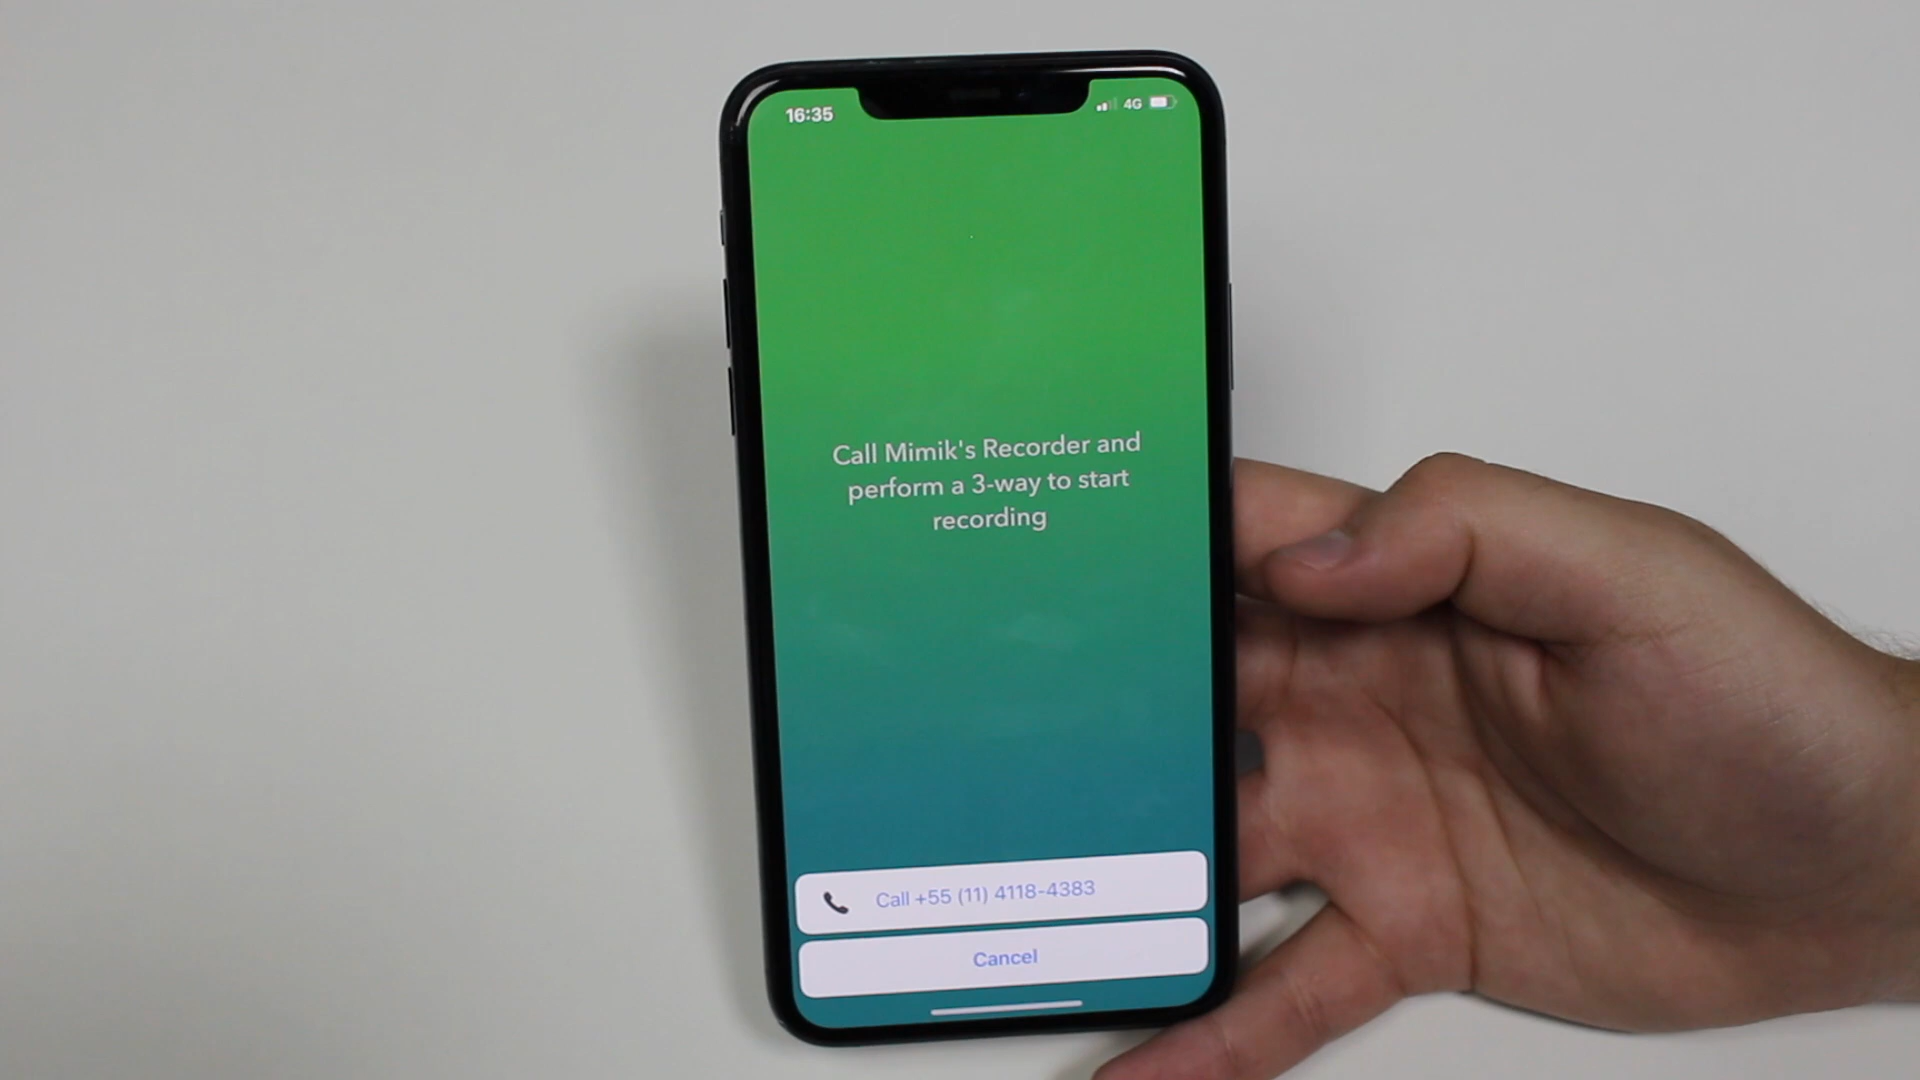 16:35
4G
Call Mimik's Recorder and
perform a 3-way to start
recording
Call +55 (11) 4118-4383
Cancel